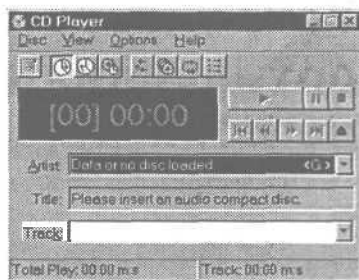 CD Player
Disc View Options Help
[00] 00:00
Artist: Data or no disc loaded <G:>
Title: Please insert an audio compact disc.
Track:
Total Play: 00:00 m:s Track: 00:00 m:s